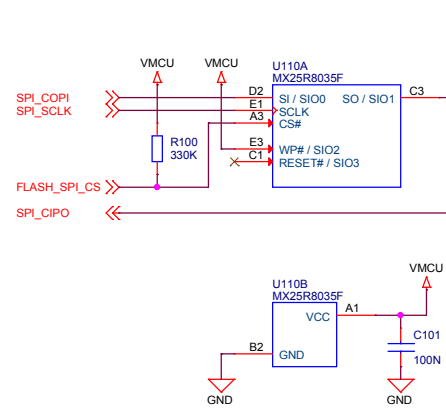 VMCU
VMCU
U110A
MX25R8035F
SPI_COPI
D2
SI / SIO0
SO / SIO1
C3
SPI_SCLK
E1
SCLK
A3
CS#
R100
330K
E3
WP# / SIO2
C1
RESET# / SIO3
FLASH_SPI_CS
SPI_CIPO
VMCU
U110B
MX25R8035F
VCC
A1
C101
100N
B2
GND
GND
GND